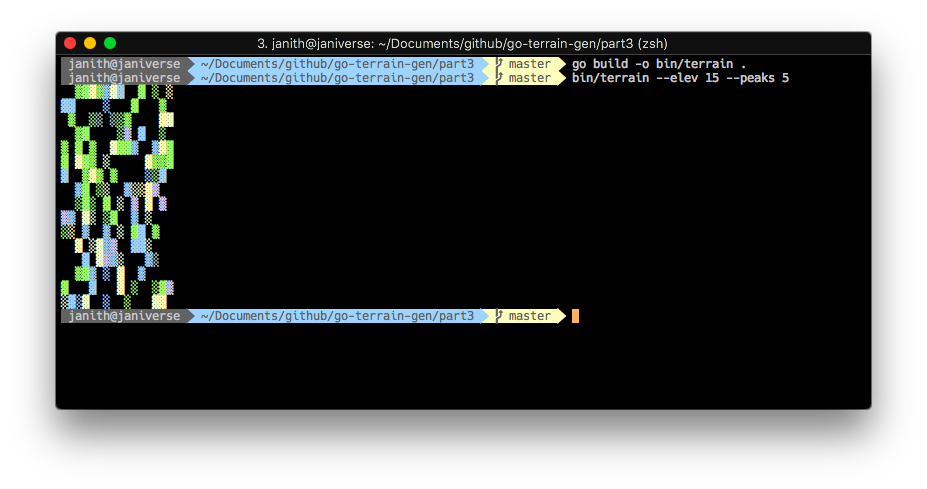 3. janith@janiverse: ~/Documents/github/go-terrain-gen/part3 (zsh)
janith@janiverse ~/Documents/github/go-terrain-gen/part3 master go build -o bin/terrain .
janith@janiverse ~/Documents/github/go-terrain-gen/part3 master bin/terrain --elev 15 --peaks 5
janith@janiverse ~/Documents/github/go-terrain-gen/part3 master